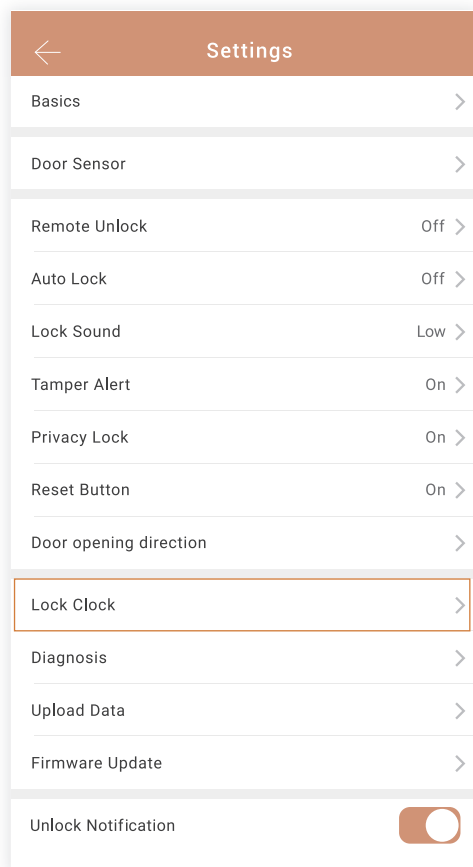 Settings
Basics
Door Sensor
Remote Unlock Off
Auto Lock Off
Lock Sound Low
Tamper Alert On
Privacy Lock On
Reset Button On
Door opening direction
Lock Clock
Diagnosis
Upload Data
Firmware Update
Unlock Notification